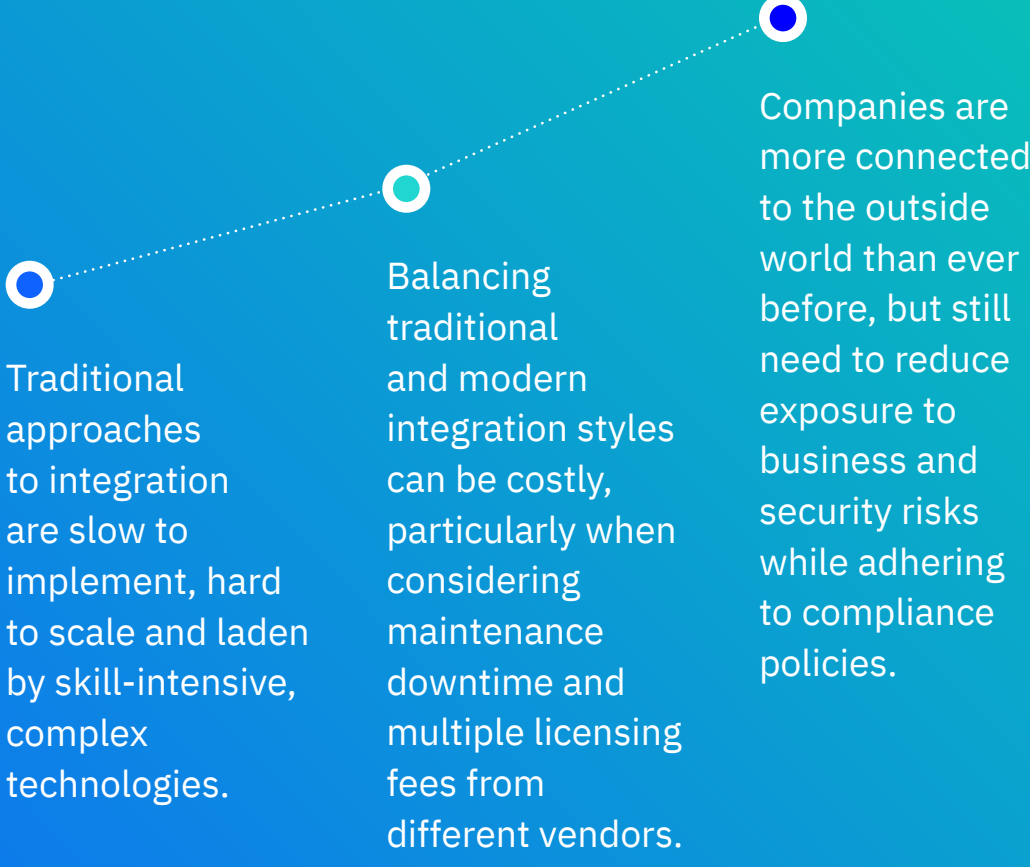 Traditional
approaches
to integration
are slow to
implement, hard
to scale and laden
by skill-intensive,
complex
technologies.
Balancing
traditional
and modern
integration styles
can be costly,
particularly when
considering
maintenance
downtime and
multiple licensing
fees from
different vendors.
Companies are
more connected
to the outside
world than ever
before, but still
need to reduce
exposure to
business and
security risks
while adhering
to compliance
policies.